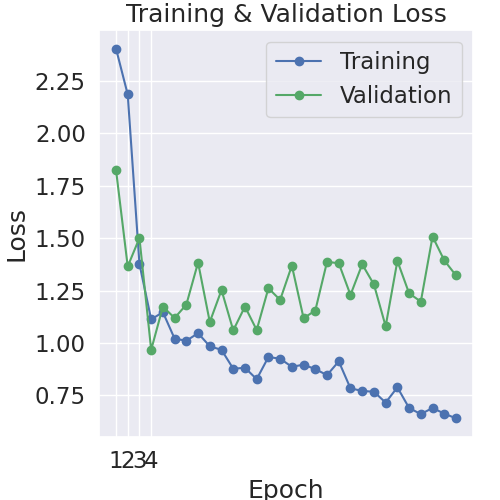 Training & Validation Loss
Training
Validation
2.25
2.00
1.75
1.50
1.25
1.00
0.75
Loss
1234
Epoch